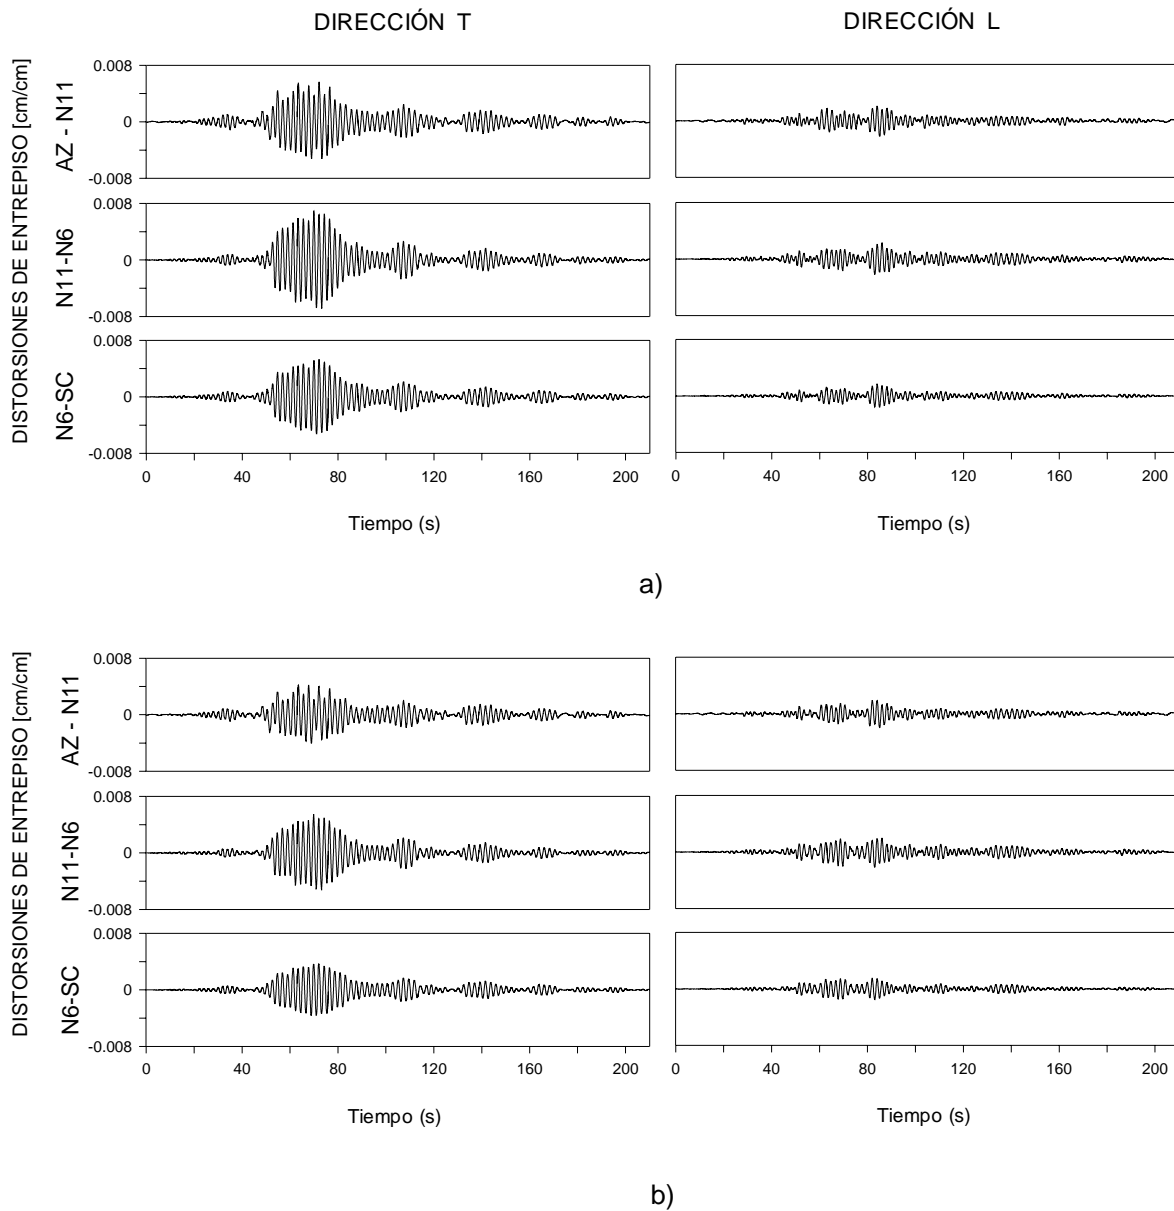 DIRECCIÓN T
DIRECCIÓN L
DISTORSIONES DE ENTREPISO [cm/cm]
AZ - N11
0.008
0
-0.008
N11-N6
0.008
0
-0.008
N6-SC
0.008
0
-0.008
0 40 80 120 160 200
0 40 80 120 160 200
Tiempo (s)
Tiempo (s)
a)
DISTORSIONES DE ENTREPISO [cm/cm]
AZ - N11
0.008
0
-0.008
N11-N6
0.008
0
-0.008
N6-SC
0.008
0
-0.008
0 40 80 120 160 200
0 40 80 120 160 200
Tiempo (s)
Tiempo (s)
b)